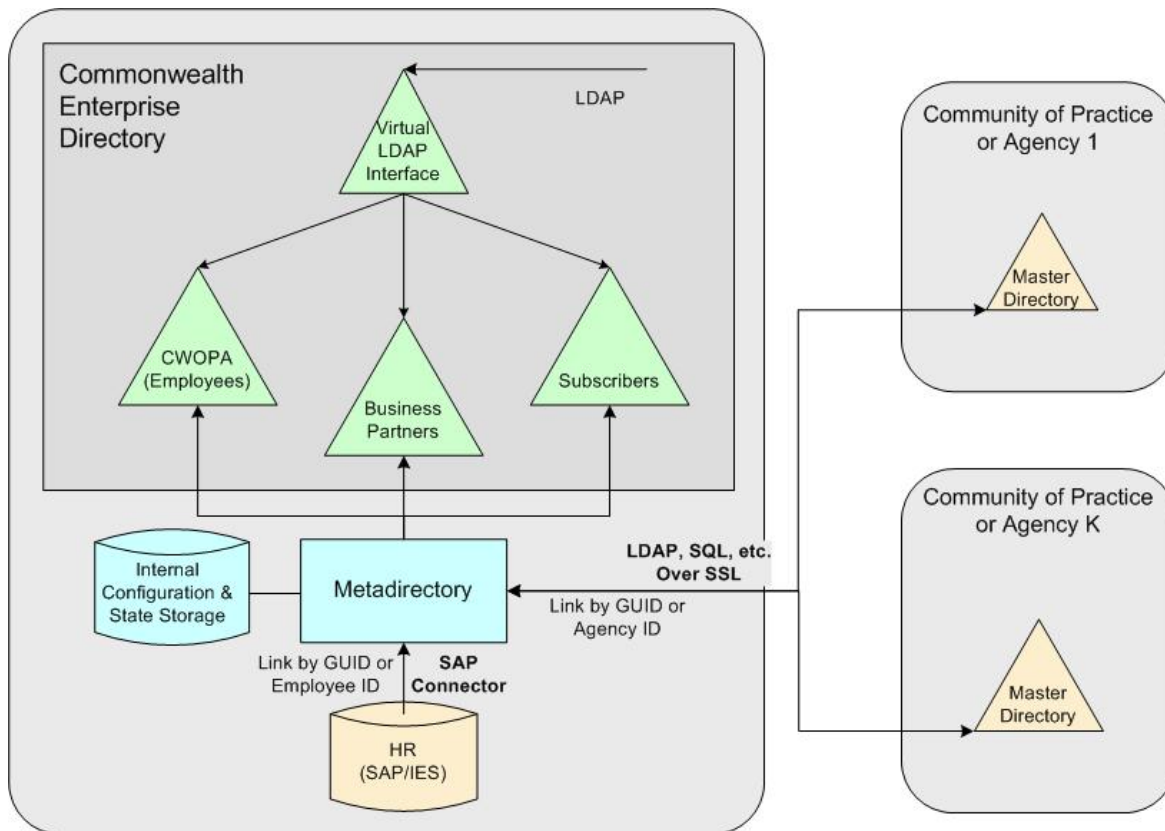 Commonwealth
Enterprise
Directory
LDAP
Virtual
LDAP
Interface
CWOPA
(Employees)
Business
Partners
Subscribers
Internal
Configuration &
State Storage
Metadirectory
LDAP, SQL, etc.
Over SSL
Link by GUID or
Agency ID
Link by GUID or
Employee ID
SAP
Connector
HR
(SAP/IES)
Community of Practice
or Agency 1
Master
Directory
Community of Practice
or Agency K
Master
Directory